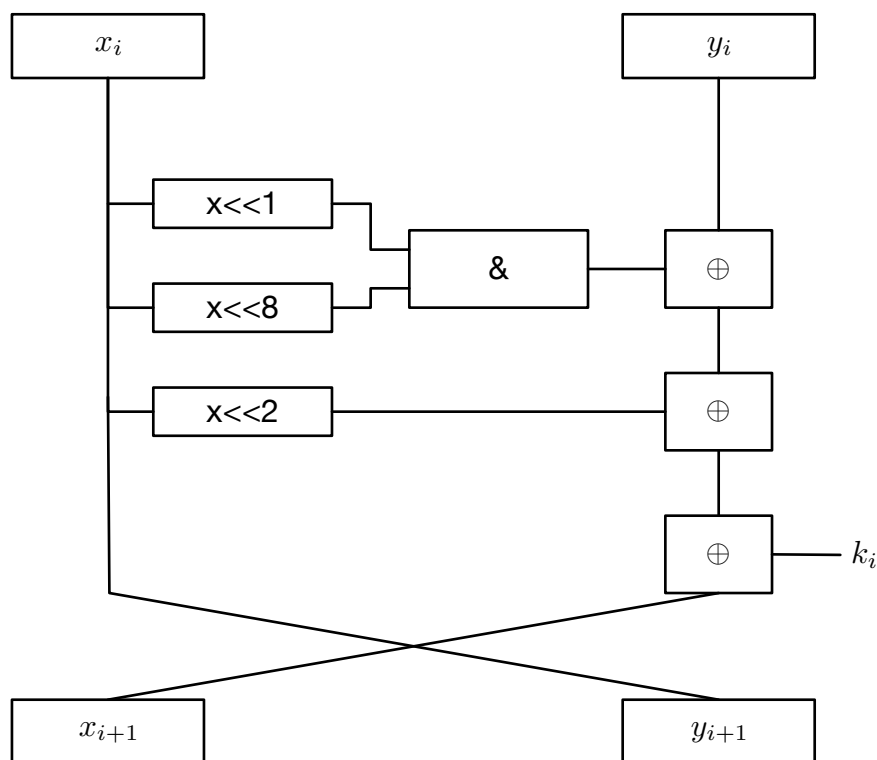 x_i
y_i
x<<1
&
⊕
x<<8
x<<2
⊕
⊕
k_i
x_{i+1}
y_{i+1}